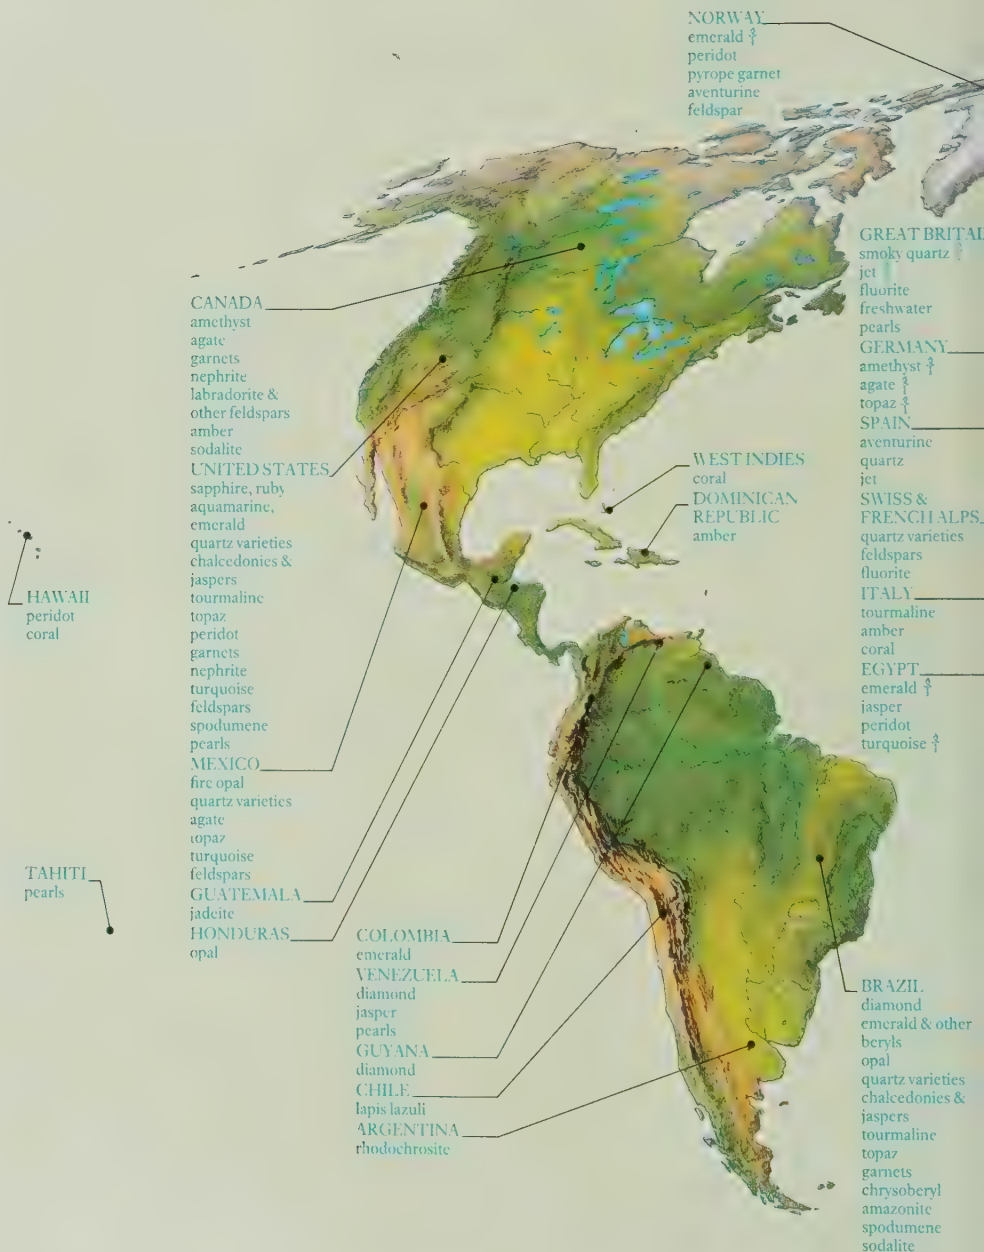 NORWAY
emerald
peridot
pyrope garnet
aventurine
feldspar
CANADA
amethyst
agate
garnets
nephrite
labradorite &
other feldspars
amber
sodalite
UNITED STATES
sapphire, ruby
aquamarine,
emerald
quartz varieties
chalcedonies &
jaspers
tourmaline
topaz
peridot
garnets
nephrite
turquoise
feldspars
spodumene
pearls
MEXICO
fire opal
quartz varieties
agate
topaz
turquoise
feldspars
GUATEMALA
jadeite
HONDURAS
opal
HAWAII
peridot
coral
TAHITI
pearls
WEST INDIES
coral
DOMINICAN
REPUBLIC
amber
COLOMBIA
emerald
VENEZUELA
diamond
jasper
pearls
GUYANA
diamond
CHILE
lapis lazuli
ARGENTINA
rhodochrosite
GREAT BRITAI
smoky quartz
jet
fluorite
freshwater
pearls
GERMANY
amethyst
agate
topaz
SPAIN
aventurine
quartz
jet
SWISS &
FRENCH ALPS
quartz varieties
feldspars
fluorite
ITALY
tourmaline
amber
coral
EGYPT
emerald
jasper
peridot
turquoise
BRAZIL
diamond
emerald & other
beryls
opal
quartz varieties
chalcedonies &
jaspers
tourmaline
topaz
garnets
chrysoberyl
amazonite
spodumene
sodalite